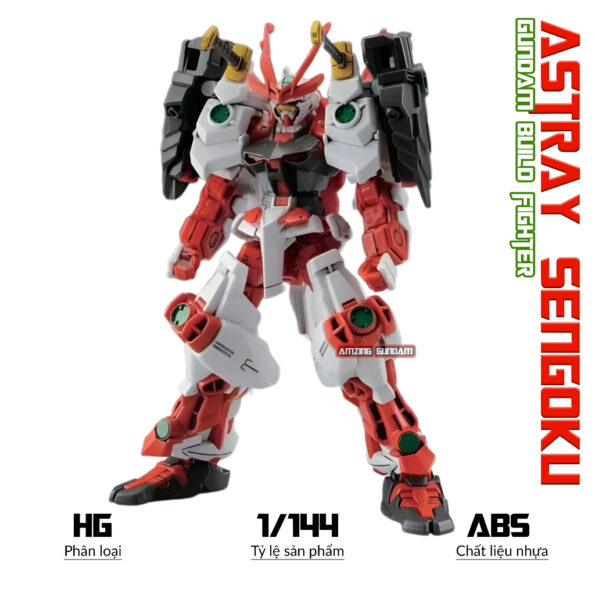 ASTRAY SENGOKU
GUNDAM BUILD FIGHTER
AMZING GUNDAM
HG
Phân loại
1/144
Tỷ lệ sản phẩm
ABS
Chất liệu nhựa